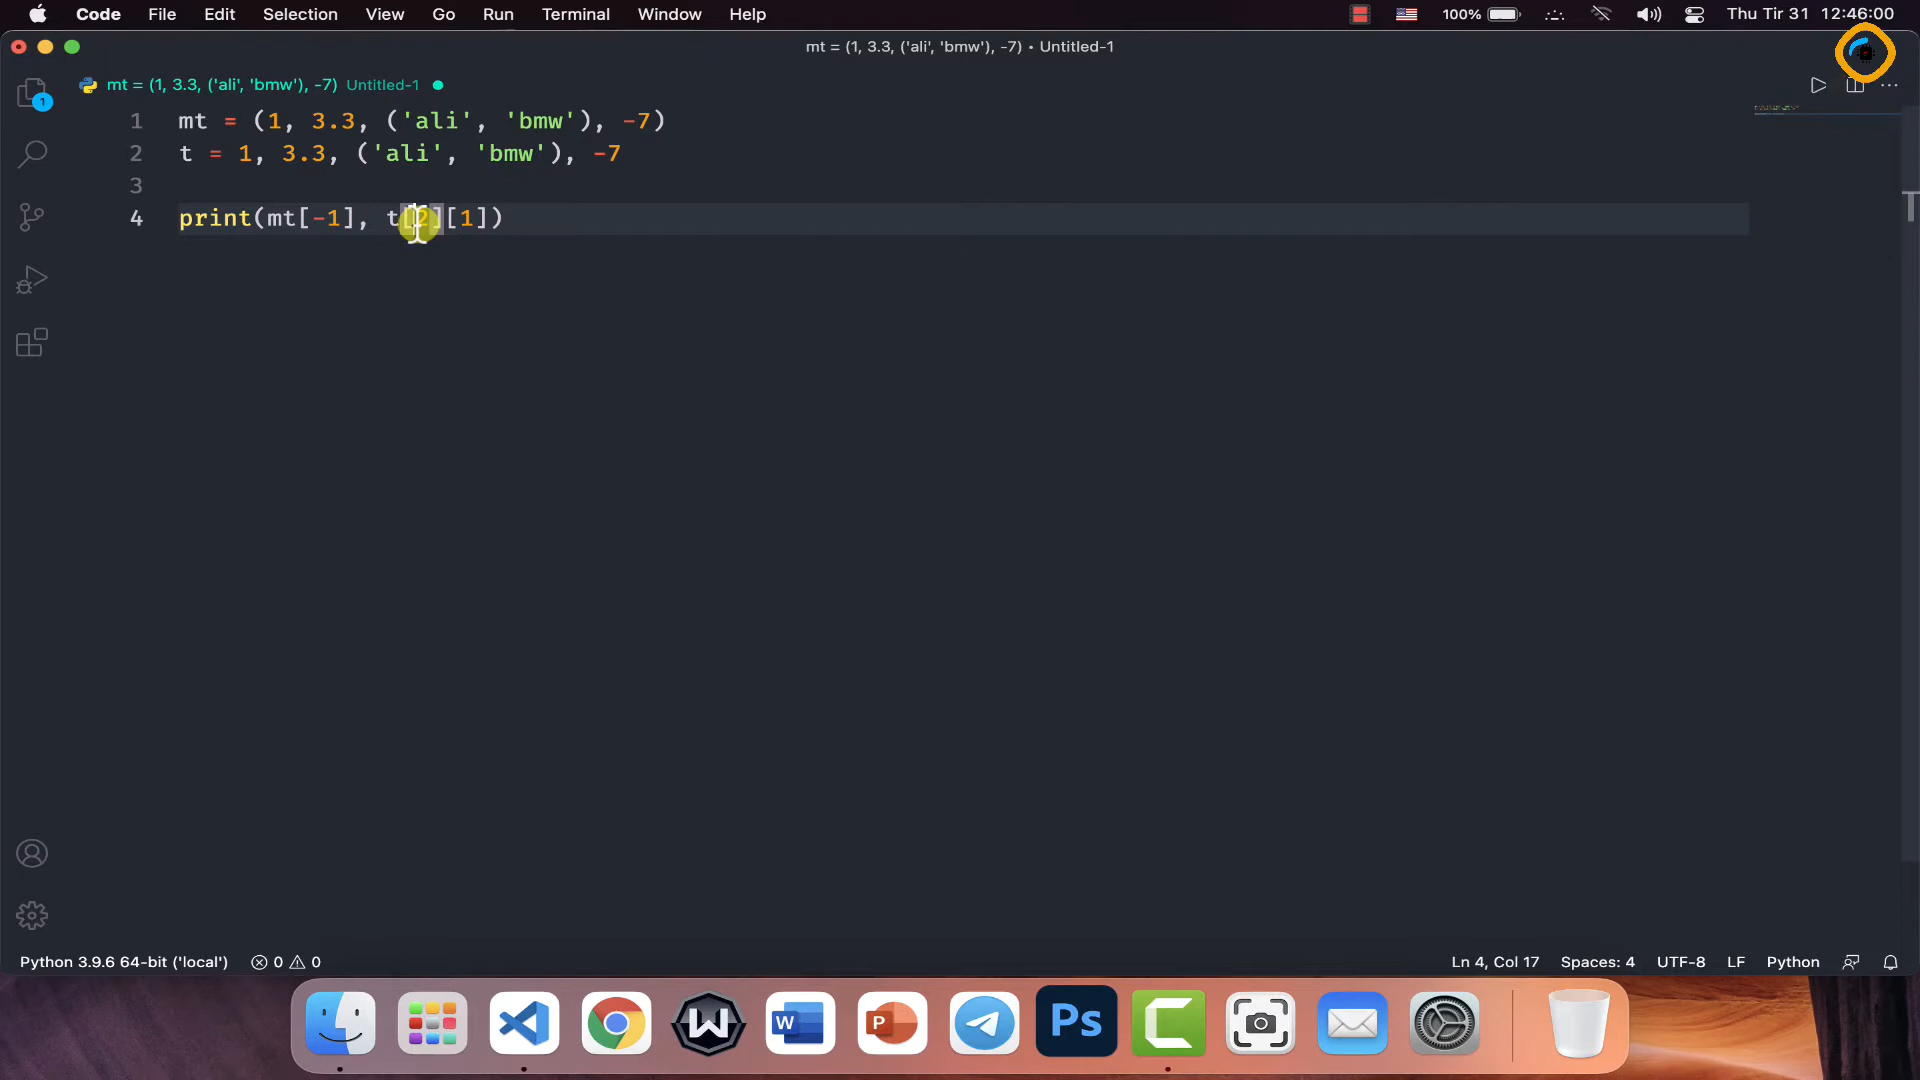 Code File Edit Selection View Go Run Terminal Window Help 100% Thu Tir 31 12:46:00
mt = (1, 3.3, ('ali', 'bmw'), -7) • Untitled-1
mt = (1, 3.3, ('ali', 'bmw'), -7) Untitled-1
1 mt = (1, 3.3, ('ali', 'bmw'), -7)
2 t = 1, 3.3, ('ali', 'bmw'), -7
3
4 print(mt[-1], t[2][1])
1
Python 3.9.6 64-bit ('local') 0 0 Ln 4, Col 17 Spaces: 4 UTF-8 LF Python
W W P Ps C